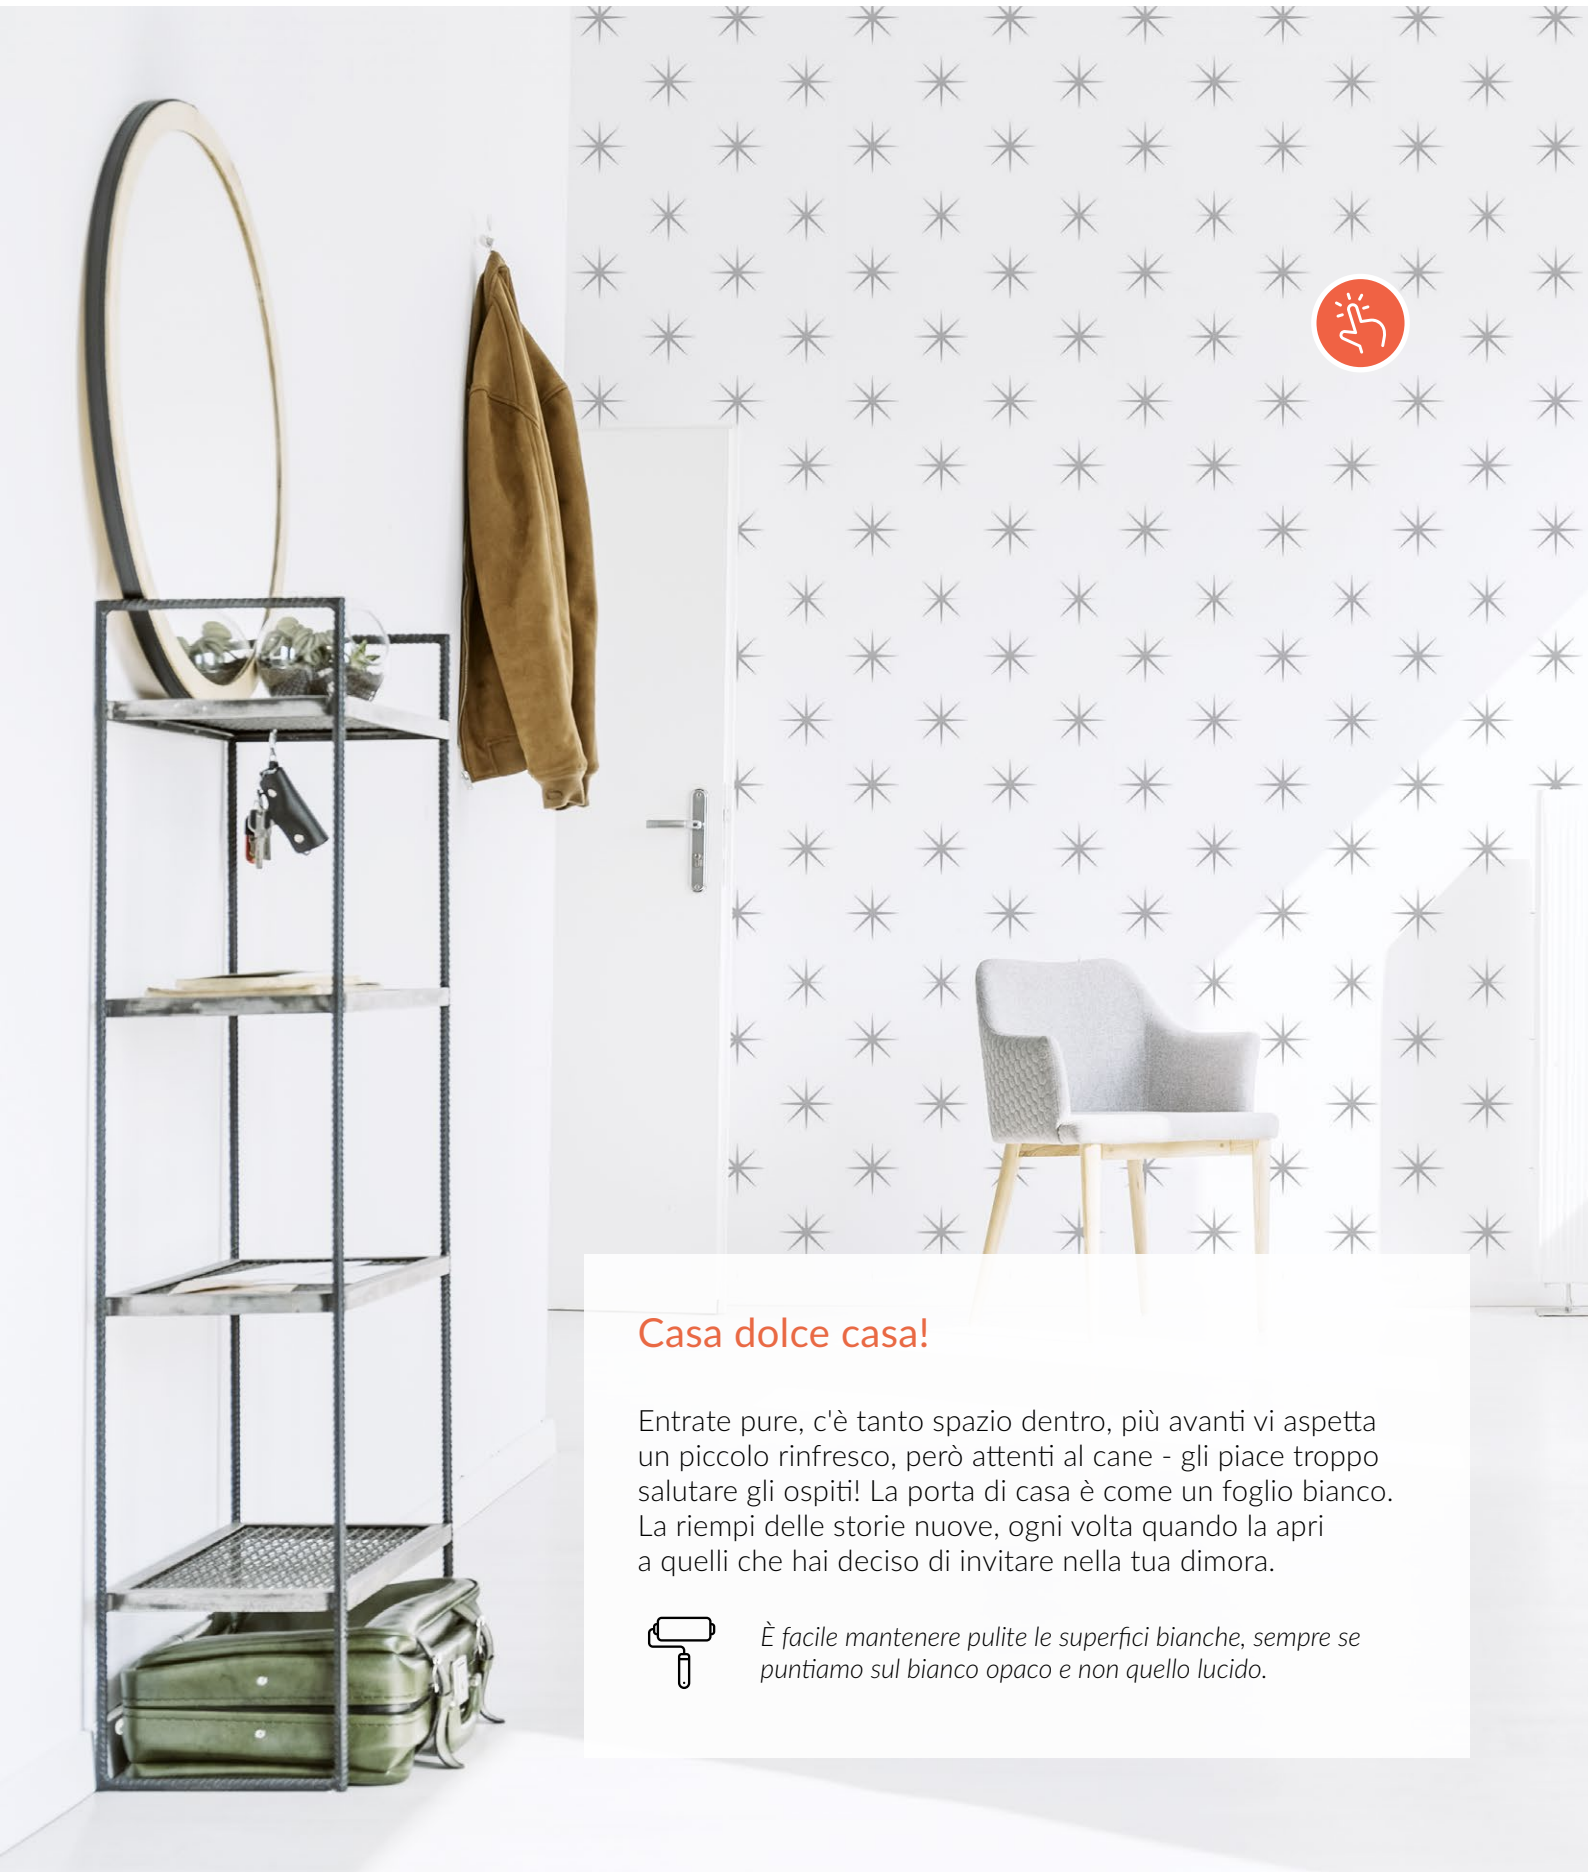 Casa dolce casa!
Entrate pure, c'è tanto spazio dentro, più avanti vi aspetta
un piccolo rinfresco, però attenti al cane - gli piace troppo
salutare gli ospiti! La porta di casa è come un foglio bianco.
La riempi delle storie nuove, ogni volta quando la apri
a quelli che hai deciso di invitare nella tua dimora.
È facile mantenere pulite le superfici bianche, sempre se
puntiamo sul bianco opaco e non quello lucido.